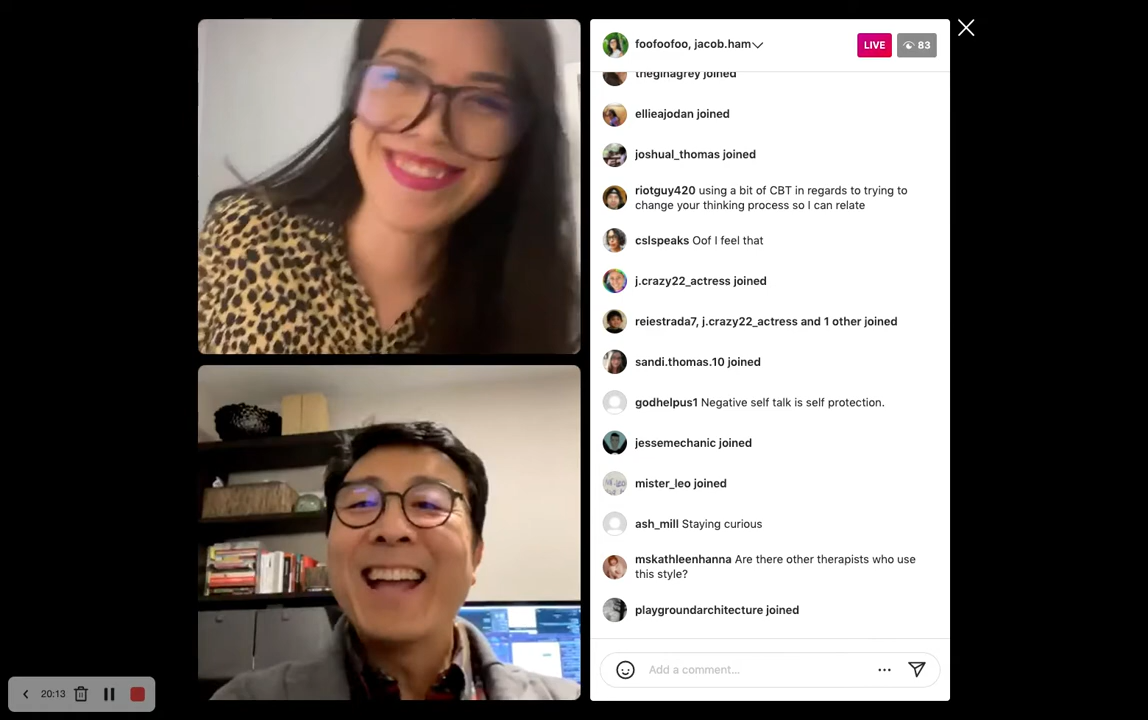 foofoofoo, jacob.ham
LIVE
83
theginagrey joined
ellieajodan joined
joshual_thomas joined
riotguy420 using a bit of CBT in regards to trying to
change your thinking process so I can relate
cslspeaks Oof I feel that
j.crazy22_actress joined
reiestrada7, j.crazy22_actress and 1 other joined
sandi.thomas.10 joined
godhelpus1 Negative self talk is self protection.
jessemechanic joined
mister_leo joined
ash_mill Staying curious
mskathleenhanna Are there other therapists who use
this style?
playgroundarchitecture joined
Add a comment...
20:13